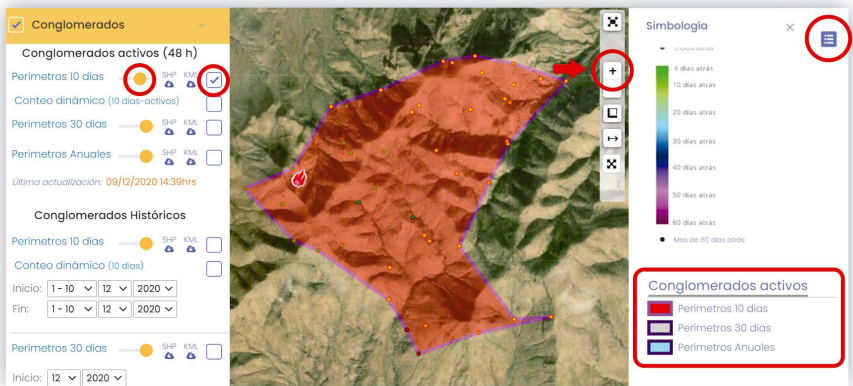 Conglomerados
Conglomerados activos (48 h)
Perímetros 10 días SHP KML
Conteo dinámico (10 días-activos)
Perímetros 30 días SHP KML
Perímetros Anuales SHP KML
Última actualización: 09/12/2020 14:39hrs
Conglomerados Históricos
Perímetros 10 días SHP KML
Conteo dinámico (10 días)
Inicio: 1 - 10 12 2020
Fin: 1 - 10 12 2020
Perímetros 30 días SHP KML
Inicio: 12 2020
+
Simbología ×
4 días atrás
10 días atrás
20 días atrás
30 días atrás
40 días atrás
50 días atrás
60 días atrás
Más de 60 días atrás
Conglomerados activos
Perímetros 10 días
Perímetros 30 días
Perímetros Anuales